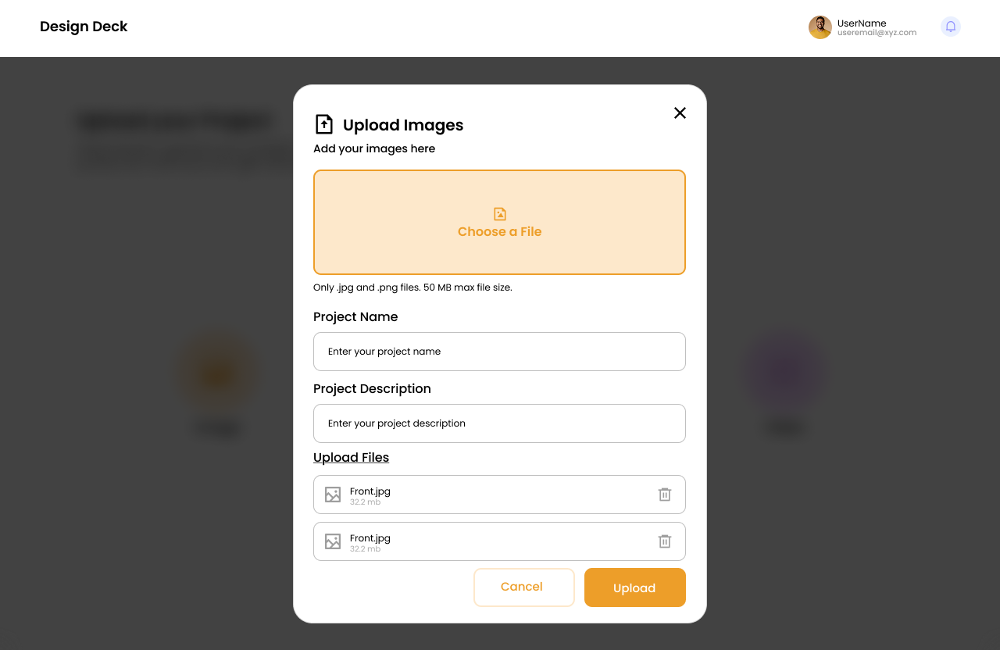 Design Deck
UserName
useremail@xyz.com
Upload Images
Add your images here
Choose a File
Only .jpg and .png files. 50 MB max file size.
Project Name
Enter your project name
Project Description
Enter your project description
Upload Files
Front.jpg
32.2 mb
Front.jpg
32.2 mb
Cancel
Upload